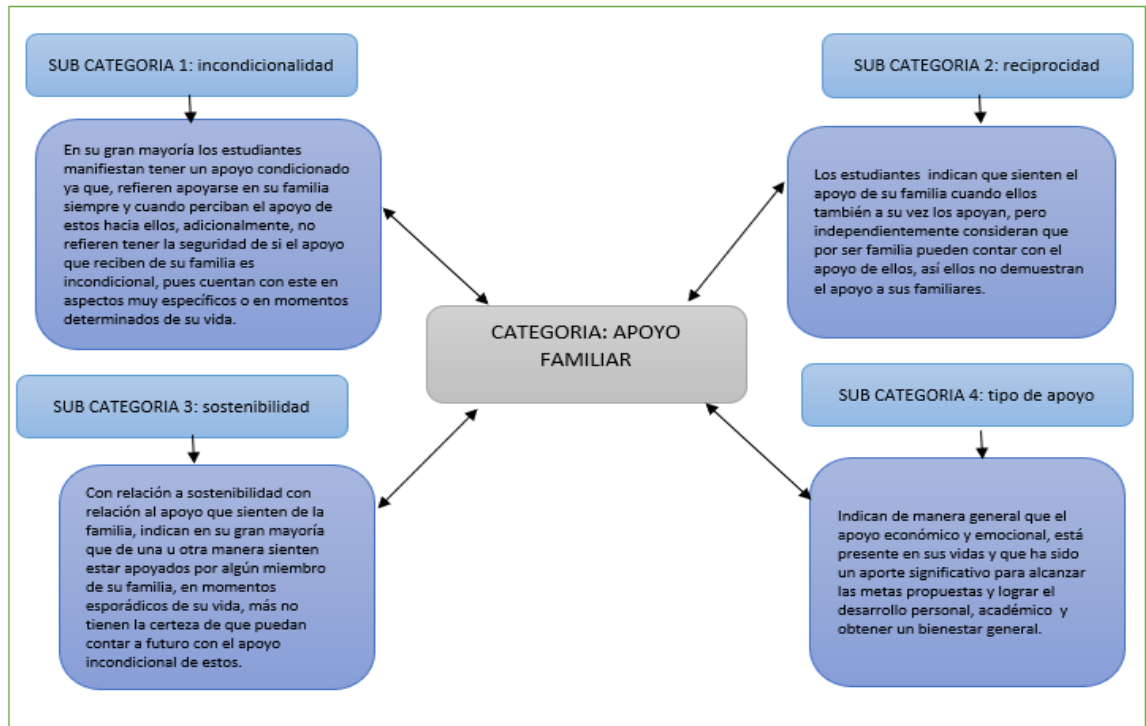 SUB CATEGORIA 1: incondicionalidad
En su gran mayoría los estudiantes
manifiestan tener un apoyo condicionado
ya que, refieren apoyarse en su familia
siempre y cuando perciban el apoyo de
estos hacia ellos, adicionalmente, no
refieren tener la seguridad de si el apoyo
que reciben de su familia es
incondicional, pues cuentan con este en
aspectos muy específicos o en momentos
determinados de su vida.
SUB CATEGORIA 2: reciprocidad
Los estudiantes indican que sienten el
apoyo de su familia cuando ellos
también a su vez los apoyan, pero
independientemente consideran que
por ser familia pueden contar con el
apoyo de ellos, así ellos no demuestran
el apoyo a sus familiares.
CATEGORIA: APOYO
FAMILIAR
SUB CATEGORIA 3: sostenibilidad
Con relación a sostenibilidad con
relación al apoyo que sienten de la
familia, indican en su gran mayoría
que de una u otra manera sienten
estar apoyados por algún miembro
de su familia, en momentos
esporádicos de su vida, más no
tienen la certeza de que puedan
contar a futuro con el apoyo
incondicional de estos.
SUB CATEGORIA 4: tipo de apoyo
Indican de manera general que el
apoyo económico y emocional, está
presente en sus vidas y que ha sido
un aporte significativo para alcanzar
las metas propuestas y lograr el
desarrollo personal, académico y
obtener un bienestar general.